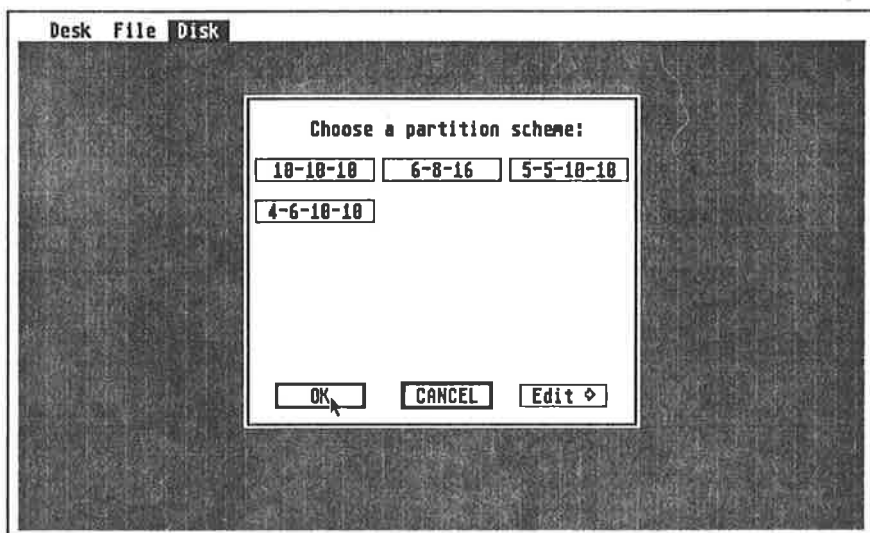 Desk File Disk
Choose a partition scheme:
10-10-10 6-8-16 5-5-10-10
4-6-10-10
OK CANCEL Edit